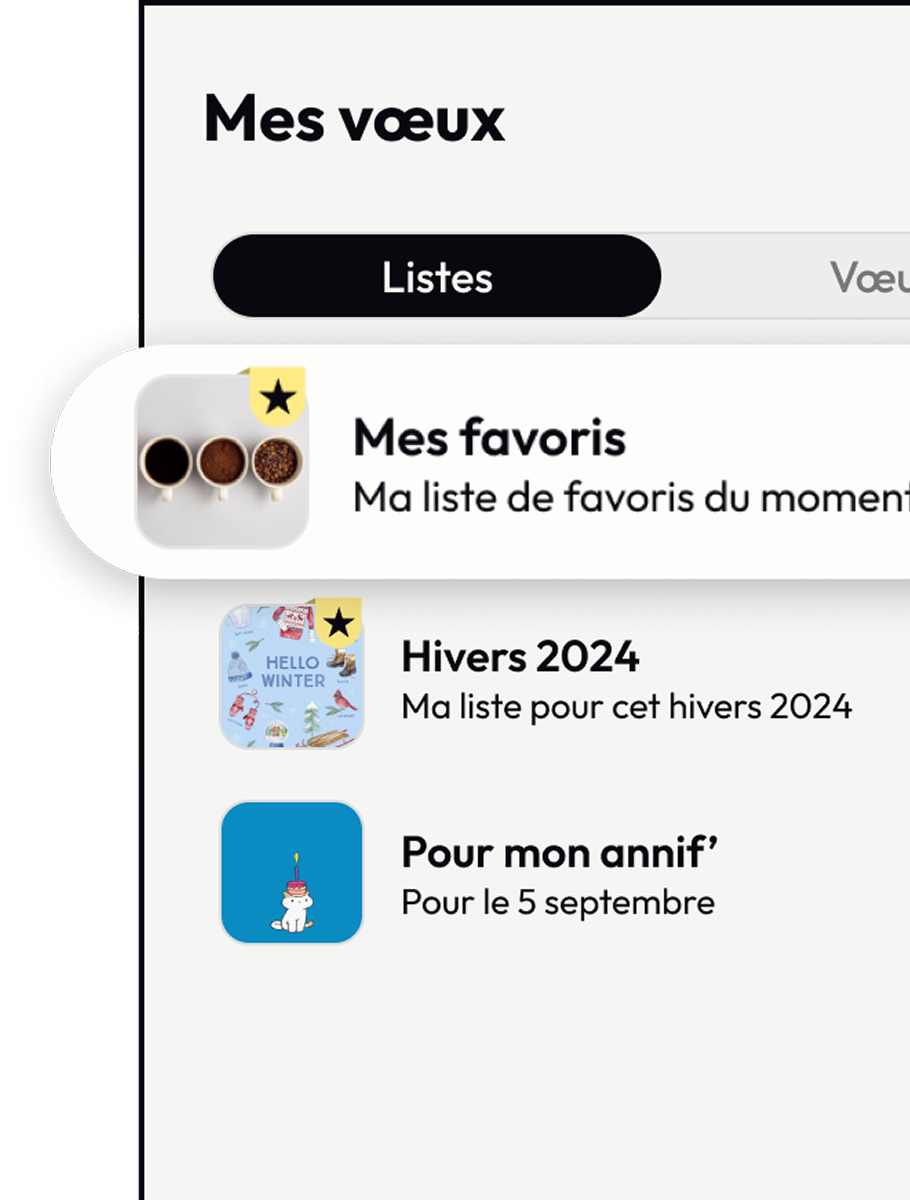 Mes vœux
Listes
Mes favoris
Ma liste de favoris du moment
HELLO
WINTER
Hivers 2024
Ma liste pour cet hivers 2024
Pour mon annif’
Pour le 5 septembre